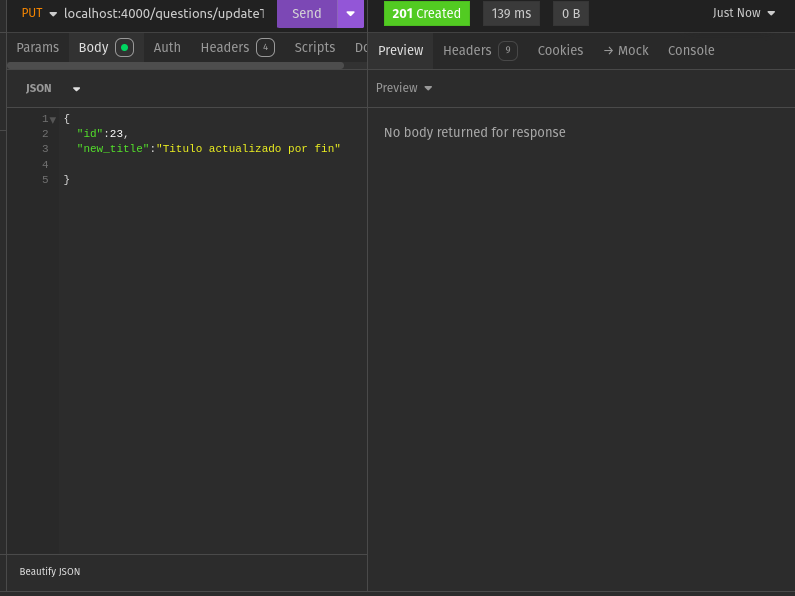 PUT localhost:4000/questions/updateT Send
Params Body Auth Headers 4 Scripts Do
JSON
1 {
2 "id":23,
3 "new_title":"Titulo actualizado por fin"
4
5 }
Beautify JSON
201 Created 139 ms 0 B Just Now
Preview Headers 9 Cookies → Mock Console
Preview
No body returned for response